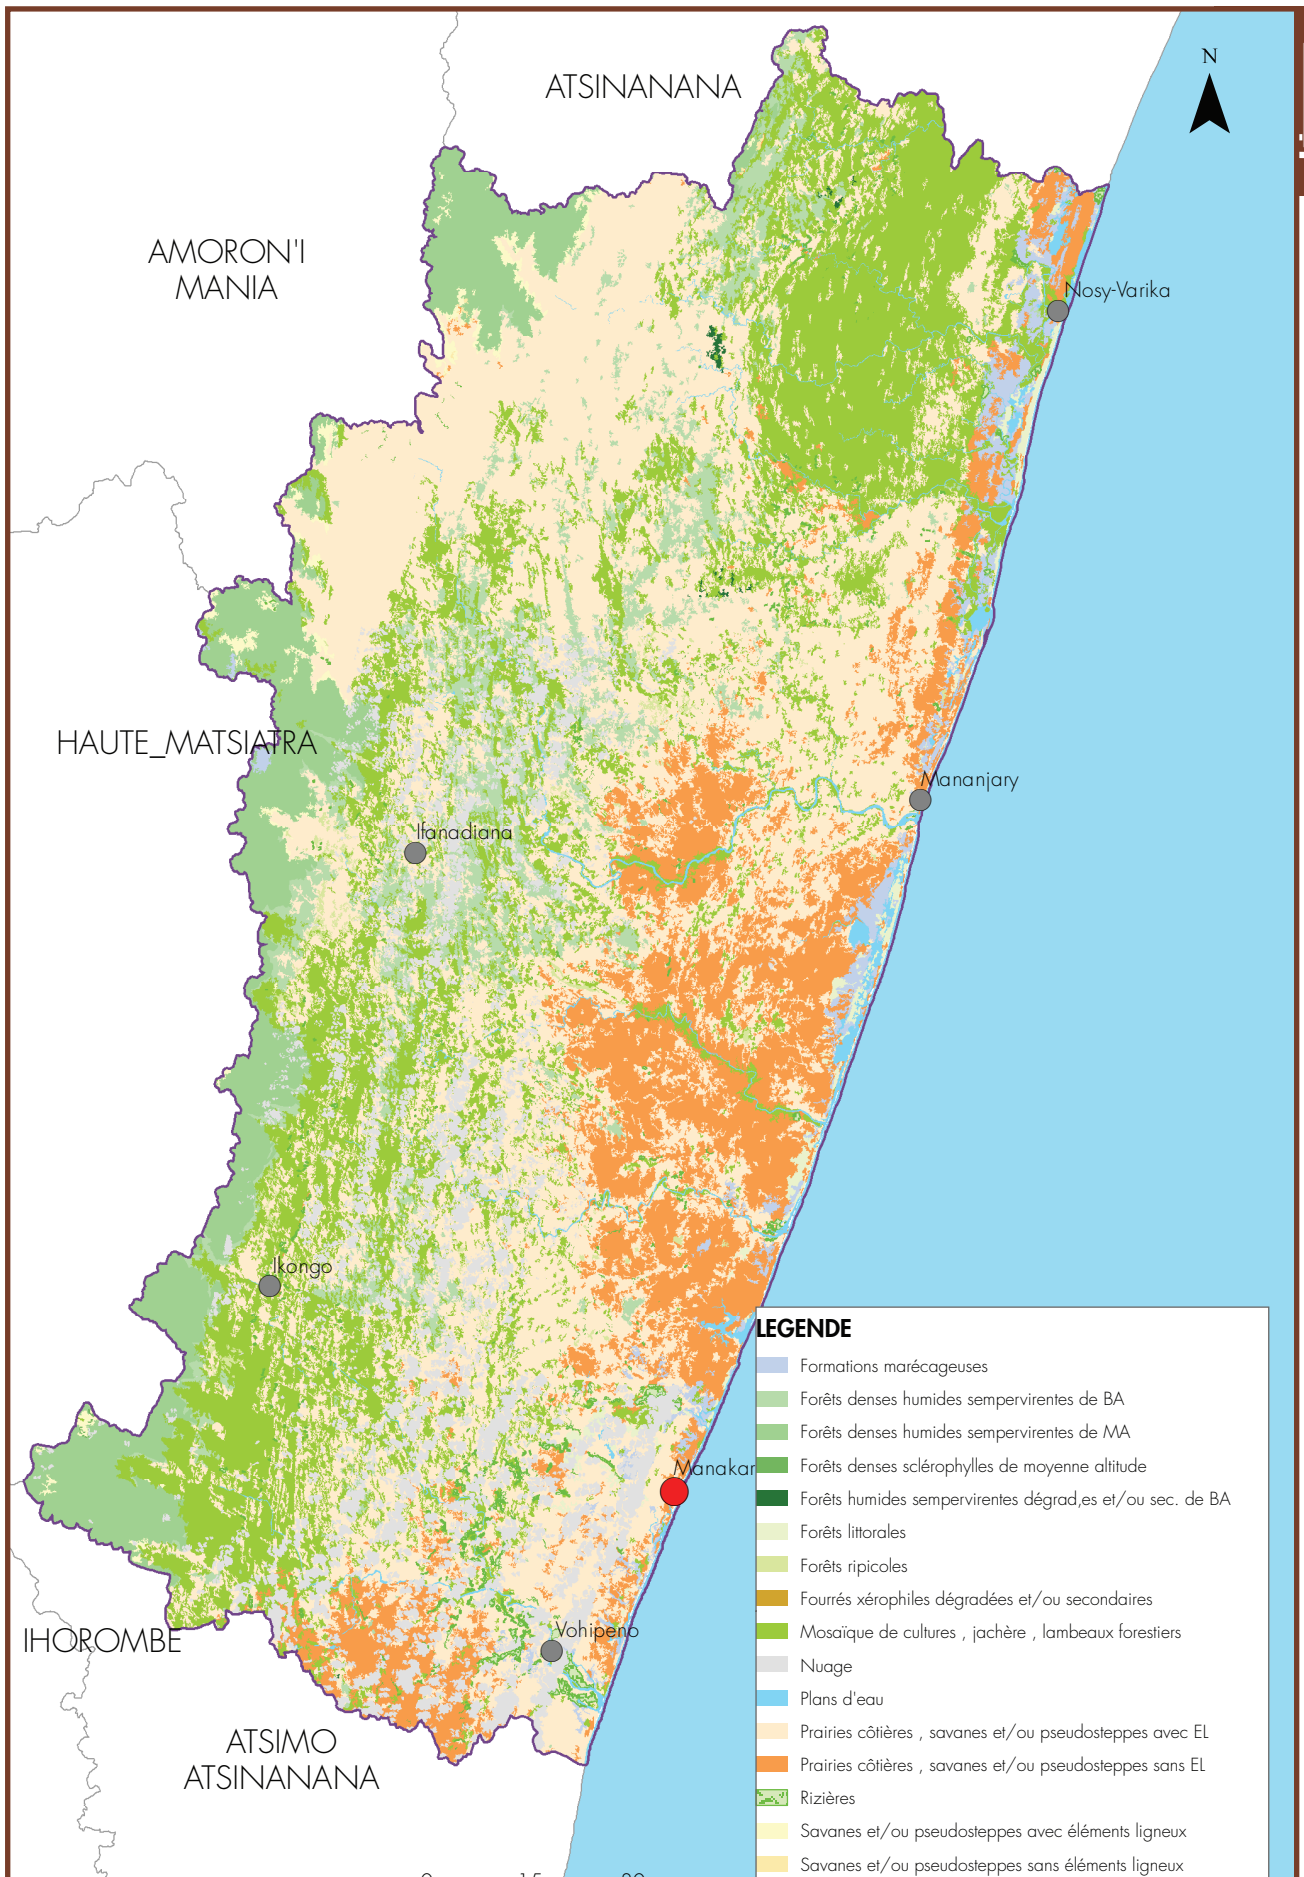 ATSINANANA
N
AMORON'I
MANIA
Nosy-Varika
HAUTE_MATSIATRA
Mananjary
Ifanadiana
Ikongo
LEGENDE
Formations marécageuses
Forêts denses humides sempervirentes de BA
Forêts denses humides sempervirentes de MA
Forêts denses sclérophylles de moyenne altitude
Manakar
Forêts humides sempervirentes dégrad,es et/ou sec. de BA
Forêts littorales
Forêts ripicoles
Fourrés xérophiles dégradées et/ou secondaires
Mosaïque de cultures , jachère , lambeaux forestiers
IHOROMBE
Vohipeno
Nuage
Plans d'eau
Prairies côtières , savanes et/ou pseudosteppes avec EL
ATSIMO
ATSINANANA
Prairies côtières , savanes et/ou pseudosteppes sans EL
Rizières
Savanes et/ou pseudosteppes avec éléments ligneux
Savanes et/ou pseudosteppes sans éléments ligneux